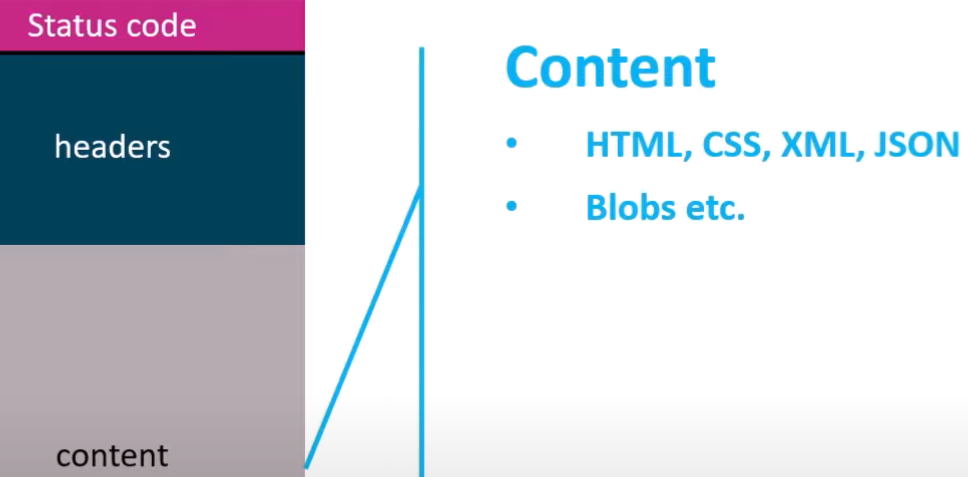 Status code
headers
content
Content
• HTML, CSS, XML, JSON
• Blobs etc.